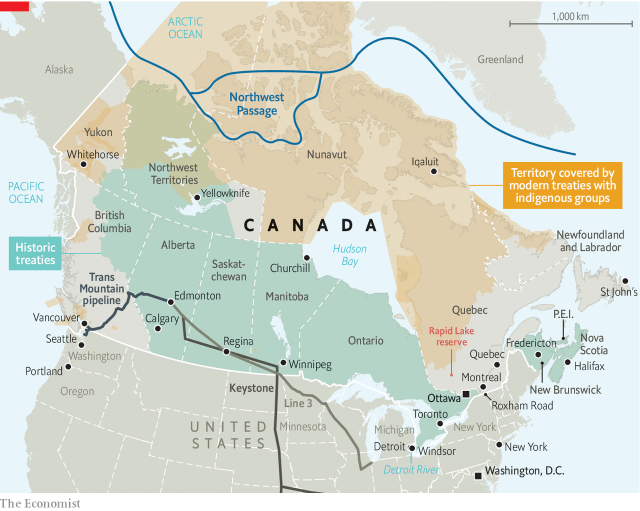 ARCTIC
OCEAN
1,000 km
Greenland
Alaska
Northwest
Passage
Yukon
Whitehorse
Nunavut
Iqaluit
Northwest
Territories
Territory covered by
modern treaties with
indigenous groups
PACIFIC
OCEAN
Yellowknife
British
Columbia
CANADA
Newfoundland
and Labrador
Historic
treaties
Alberta
Hudson
Bay
Saskat-
chewan
Churchill
Trans
Mountain
pipeline
Manitoba
St John's
Edmonton
Quebec
P.E.I.
Vancouver
Calgary
Ontario
Rapid Lake
reserve
Fredericton
Nova
Scotia
Seattle
Regina
Quebec
Washington
Winnipeg
Halifax
Portland
Montreal
Keystone
Ottawa
New Brunswick
Oregon
Line 3
Roxham Road
Toronto
UNITED
STATES
Minnesota
Michigan
New York
Detroit
Windsor
New York
Detroit River
Washington, D.C.
The Economist